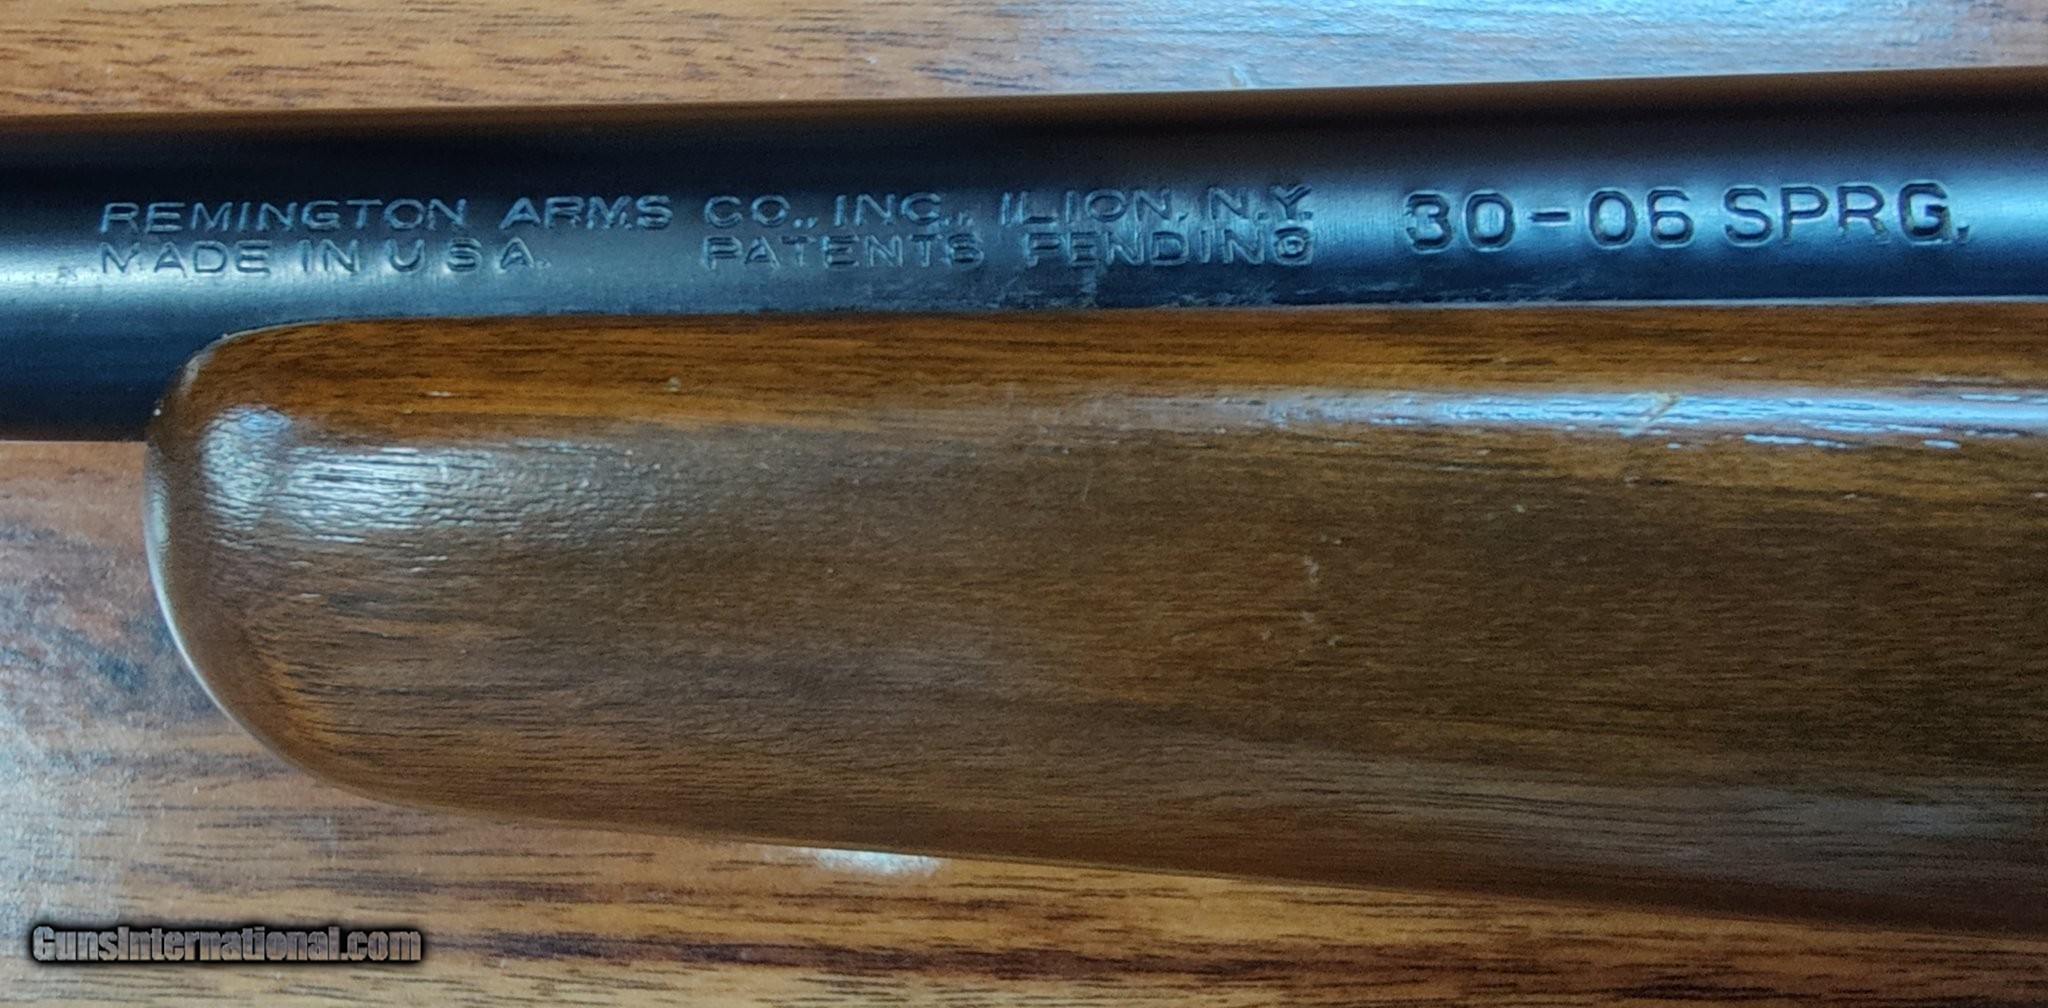 REMINGTON ARMS CO., INC., ILION, N.Y.
MADE IN U.S.A. PATENTS PENDING
30-06 SPRG.
GunsInternational.com